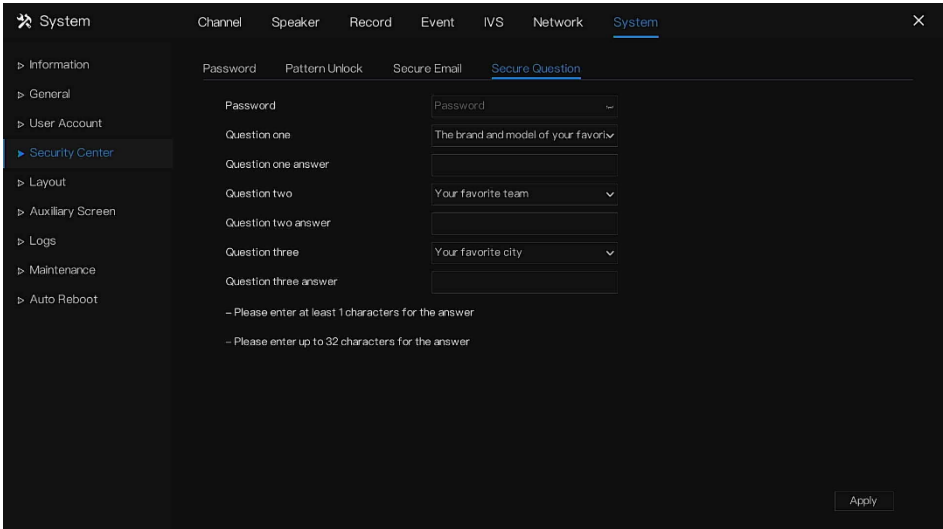 System Channel Speaker Record Event IVS Network System
Information
General
User Account
Security Center
Layout
Auxiliary Screen
Logs
Maintenance
Auto Reboot
Password Pattern Unlock Secure Email Secure Question
Password Password
Question one The brand and model of your favori
Question one answer
Question two Your favorite team
Question two answer
Question three Your favorite city
Question three answer
– Please enter at least 1 characters for the answer
– Please enter up to 32 characters for the answer
Apply